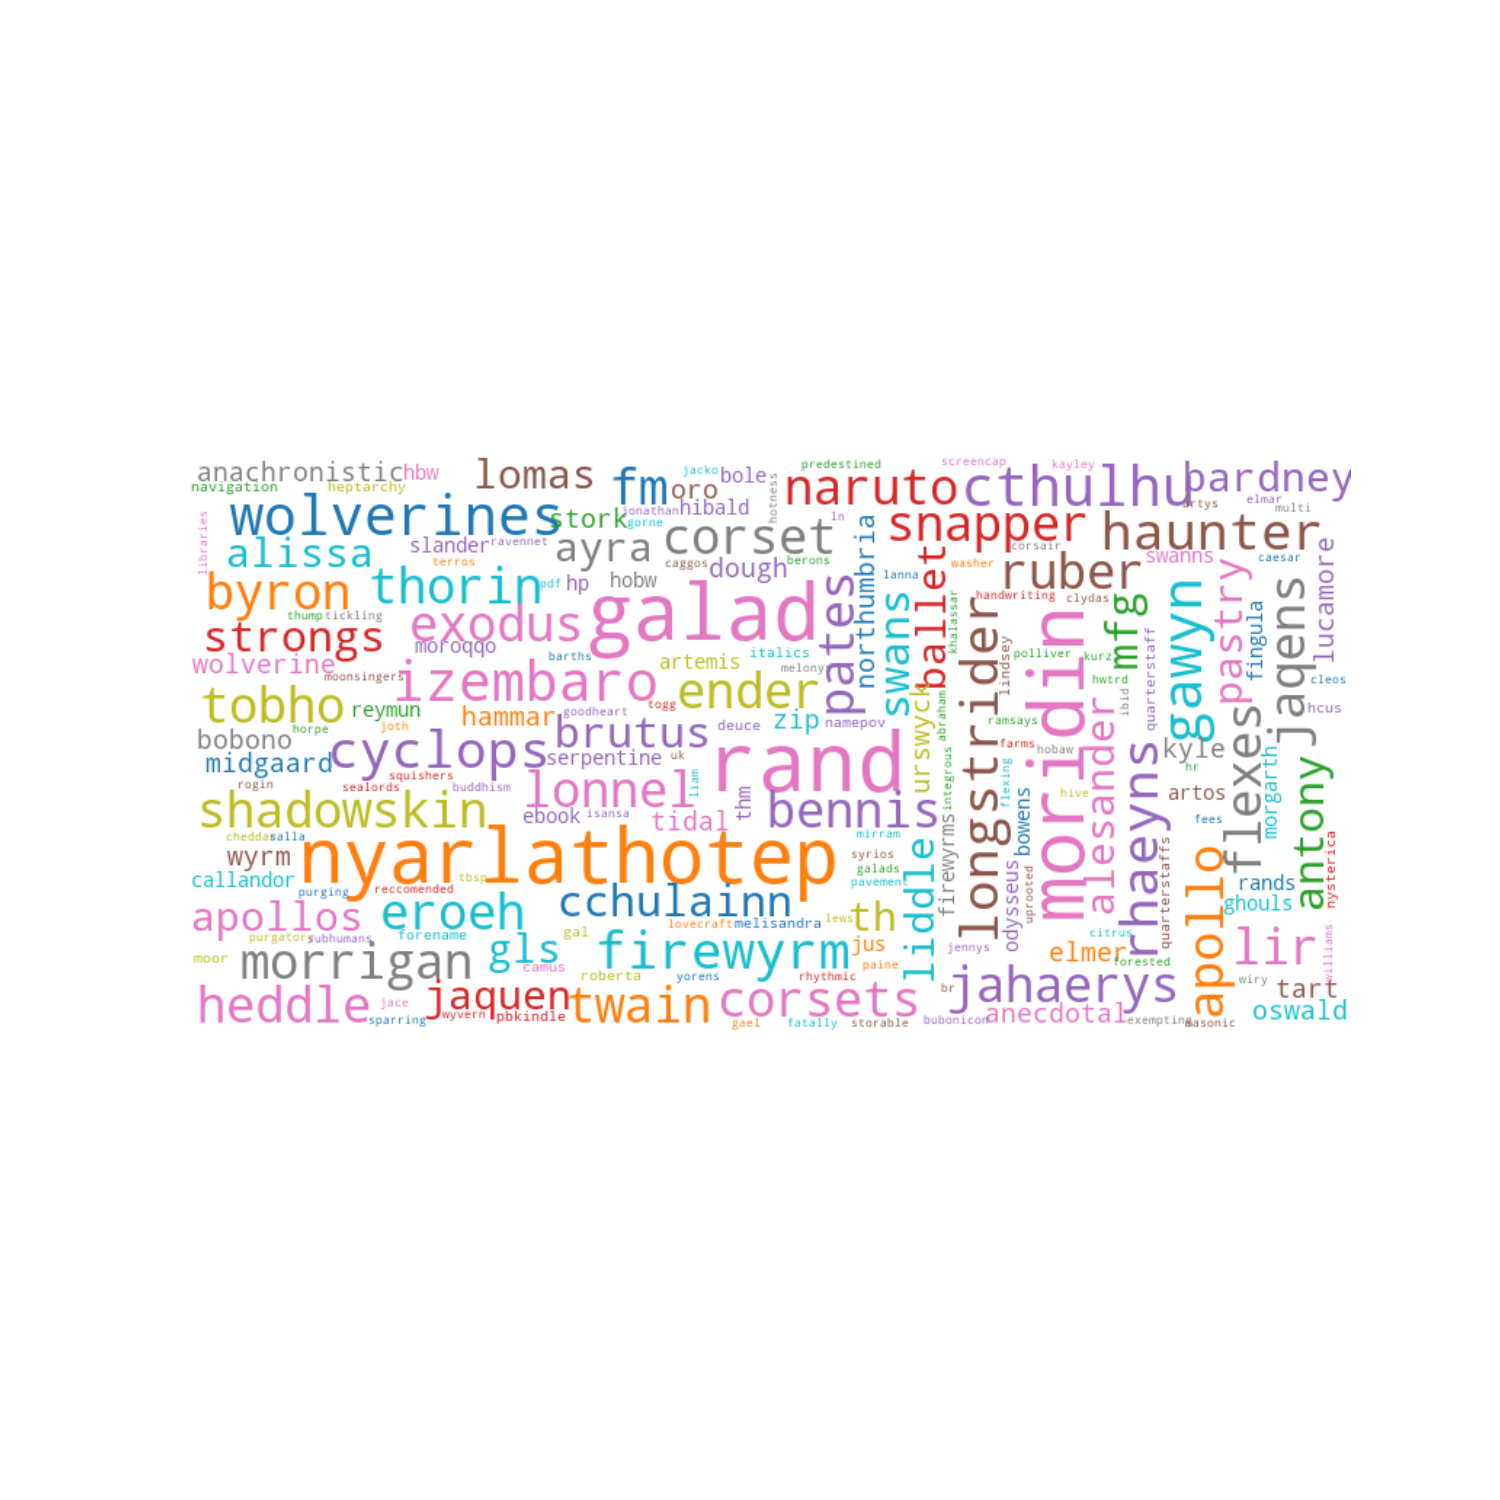 anachronistic hbw lomas fm oro jacko bole hotness predestined screencap kayley
navigation heptarchy jonathan hibald naruto cthulhu bardney
libraries wolverines stork gorne corset ln snapper elmar multi
alissa slander ravennet ayra northumbria corsair haunter swanns caesar lucamore
terros caggos dough berons ballet washer ruber
byron thorin pdf hp hobw galad pates lanna khalassar handwriting clydas mfg gawyn pastry jaqens
thump tickling exodus swans longstrider moridin fingula
strongs moroqqo barths artemis italics lindsey polliver kurz quarterstaff
wolverine moonsingers izembaro melony hwtrd cleos
tobho reymun hammar goodheart togg ender urswyck abraham ibid hcus
horpe joth brutus deuce zip namepov ramsays alesander flexes
bobono cyclops serpentine uk rand farms hobaw rhaeyns kyle
midgaard squishers lonnel liam integrous flexing hr morgarth antony
rogin sealords buddhism thm hive artos
shadowskin ebook isansa tidal bennis bowens fees
chedda salla nyarlathotep mirram firewyrms quarterstaffs apollo nysterica
wyrm syrios liddle odysseus uprooted
callandor purging reccomended tbsp galads pavement rands
apollos eroeh cchulainn th ghouls
lovecraft melisandra lews
purgatory subhumans forename gal jus citrus lir williams
moor morrigan gls camus firewyrm paine jennys elmer forested
roberta yorens rhythmic br jahaerys wiry tart
heddle jace jaquen twain corsets
sparring wyvern pbkindle gael fatally storable bubonicon anecdotal exempting masonic oswald